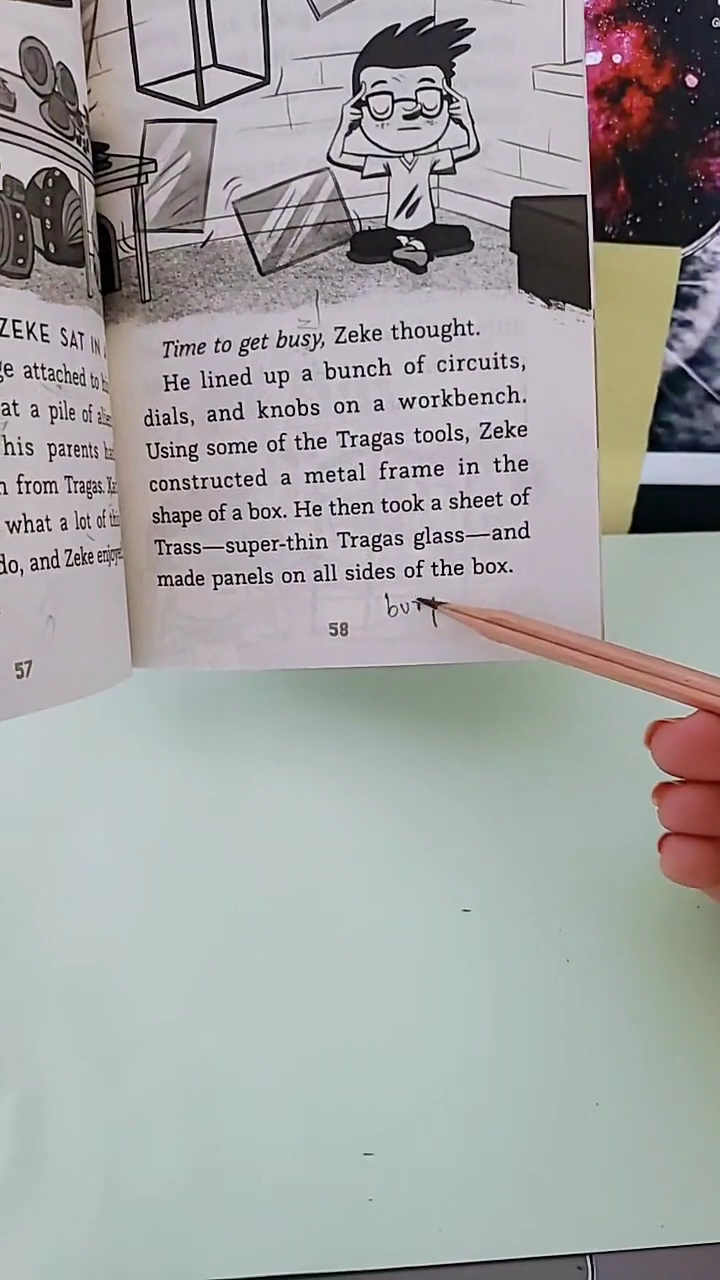 ZEKE SAT IN
attached to
at a pile of
his parents
from Tragas.
what a lot of
do, and Zeke
57
Time to get busy, Zeke thought.
He lined up a bunch of circuits,
dials, and knobs on a workbench.
Using some of the Tragas tools, Zeke
constructed a metal frame in the
shape of a box. He then took a sheet of
Trass—super-thin Tragas glass—and
made panels on all sides of the box.
58